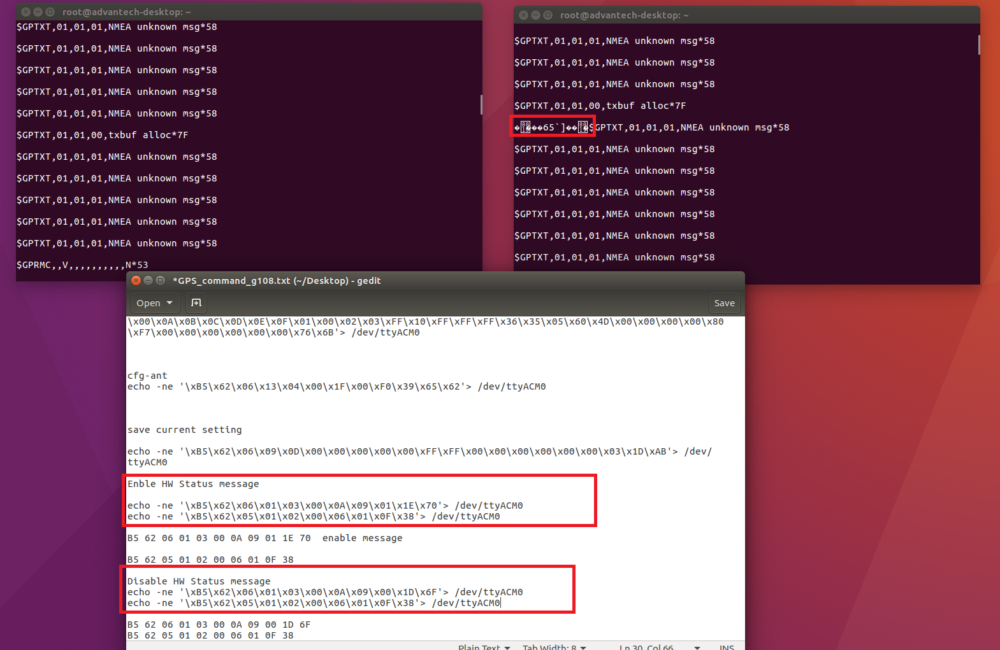 root@advantech-desktop: ~
$GPTXT,01,01,01,NMEA unknown msg*58
$GPTXT,01,01,01,NMEA unknown msg*58
$GPTXT,01,01,01,NMEA unknown msg*58
$GPTXT,01,01,01,NMEA unknown msg*58
$GPTXT,01,01,01,NMEA unknown msg*58
$GPTXT,01,01,00,txbuf alloc*7F
$GPTXT,01,01,01,NMEA unknown msg*58
$GPTXT,01,01,01,NMEA unknown msg*58
$GPTXT,01,01,01,NMEA unknown msg*58
$GPTXT,01,01,01,NMEA unknown msg*58
$GPTXT,01,01,01,NMEA unknown msg*58
$GPRMC,,V,,,,,,,,,,N*53
root@advantech-desktop: ~
$GPTXT,01,01,01,NMEA unknown msg*58
$GPTXT,01,01,01,NMEA unknown msg*58
$GPTXT,01,01,01,NMEA unknown msg*58
$GPTXT,01,01,00,txbuf alloc*7F
���65`]��$GPTXT,01,01,01,NMEA unknown msg*58
$GPTXT,01,01,01,NMEA unknown msg*58
$GPTXT,01,01,01,NMEA unknown msg*58
$GPTXT,01,01,01,NMEA unknown msg*58
$GPTXT,01,01,01,NMEA unknown msg*58
$GPTXT,01,01,01,NMEA unknown msg*58
$GPTXT,01,01,01,NMEA unknown msg*58
*GPS_command_g108.txt (~/Desktop) - gedit
Open
Save
\x00\x0A\x0B\x0C\x0D\x0E\x0F\x01\x00\x02\x03\xFF\x10\xFF\xFF\xFF\x36\x35\x05\x60\x4D\x00\x00\x00\x00\x80
\xF7\x00\x00\x00\x00\x00\x00\x76\x6B'> /dev/ttyACM0
cfg-ant
echo -ne '\xB5\x62\x06\x13\x04\x00\x1F\x00\xF0\x39\x65\x62'> /dev/ttyACM0
save current setting
echo -ne '\xB5\x62\x06\x09\x0D\x00\x00\x00\x00\x00\xFF\xFF\x00\x00\x00\x00\x00\x00\x03\x1D\xAB'> /dev/
ttyACM0
Enble HW Status message
echo -ne '\xB5\x62\x06\x01\x03\x00\x0A\x09\x01\x1E\x70'> /dev/ttyACM0
echo -ne '\xB5\x62\x05\x01\x02\x00\x06\x01\x0F\x38'> /dev/ttyACM0
B5 62 06 01 03 00 0A 09 01 1E 70  enable message
B5 62 05 01 02 00 06 01 0F 38
Disable HW Status message
echo -ne '\xB5\x62\x06\x01\x03\x00\x0A\x09\x00\x1D\x6F'> /dev/ttyACM0
echo -ne '\xB5\x62\x05\x01\x02\x00\x06\x01\x0F\x38'> /dev/ttyACM0
B5 62 06 01 03 00 0A 09 00 1D 6F
B5 62 05 01 02 00 06 01 0F 38
Plain Text Tab Width: 8 Ln 30, Col 66 INS